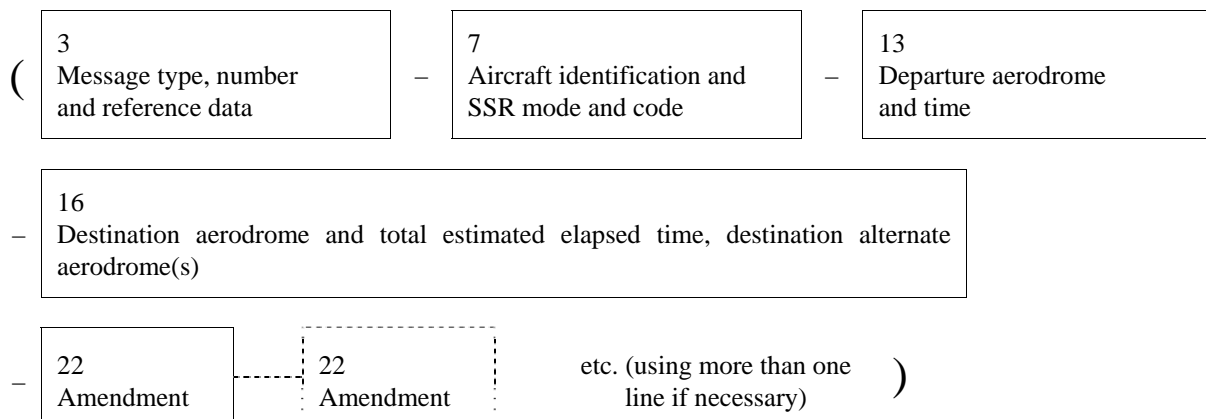 ( 3 7 13
Message type, number – Aircraft identification and – Departure aerodrome
and reference data SSR mode and code and time
16
– Destination aerodrome and total estimated elapsed time, destination alternate
aerodrome(s)
22 22 etc. (using more than one )
– Amendment Amendment line if necessary)